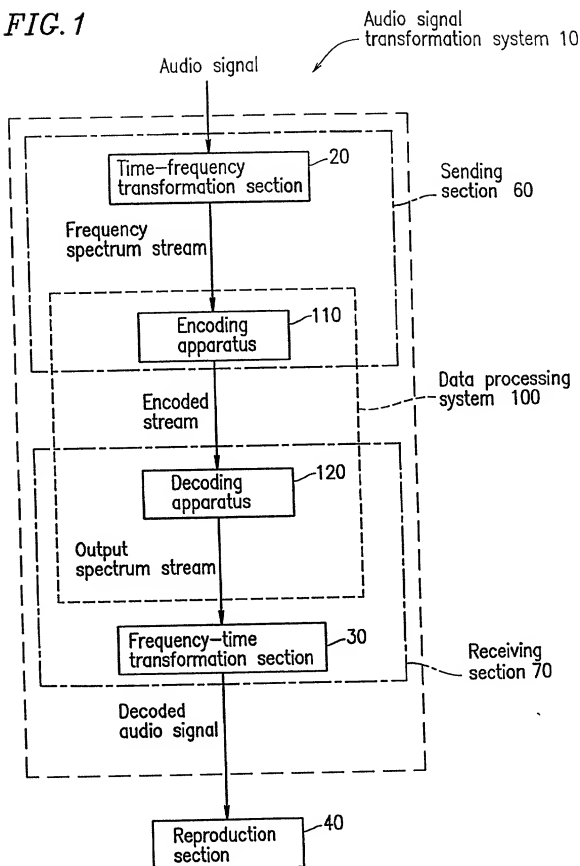 FIG. 1
Audio signal
transformation system 10
Audio signal
20
Time-frequency
transformation section
Sending
section 60
Frequency
spectrum stream
110
Encoding
apparatus
Data processing
system 100
Encoded
stream
120
Decoding
apparatus
Output
spectrum stream
30
Frequency-time
transformation section
Receiving
section 70
Decoded
audio signal
40
Reproduction
section